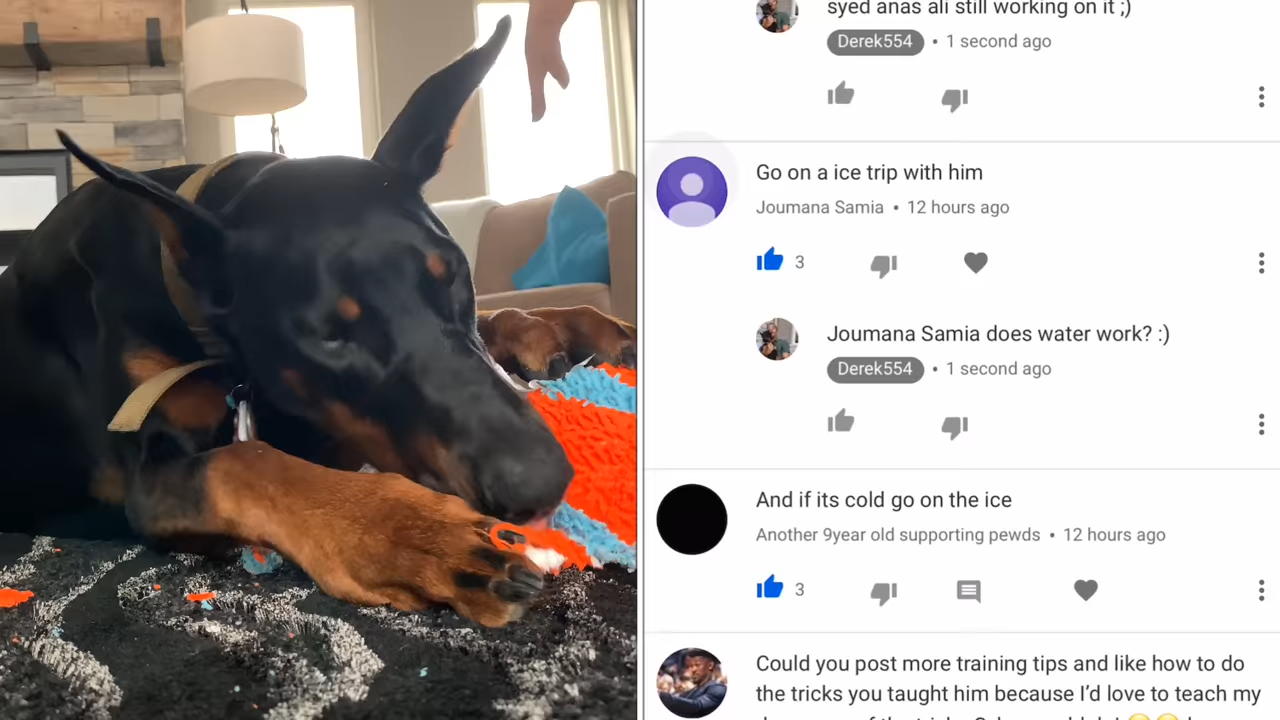 syed anas ali still working on it ;)
Derek554 • 1 second ago
Go on a ice trip with him
Joumana Samia • 12 hours ago
3
Joumana Samia does water work? :)
Derek554 • 1 second ago
And if its cold go on the ice
Another 9year old supporting pewds • 12 hours ago
3
Could you post more training tips and like how to do
the tricks you taught him because I’d love to teach my